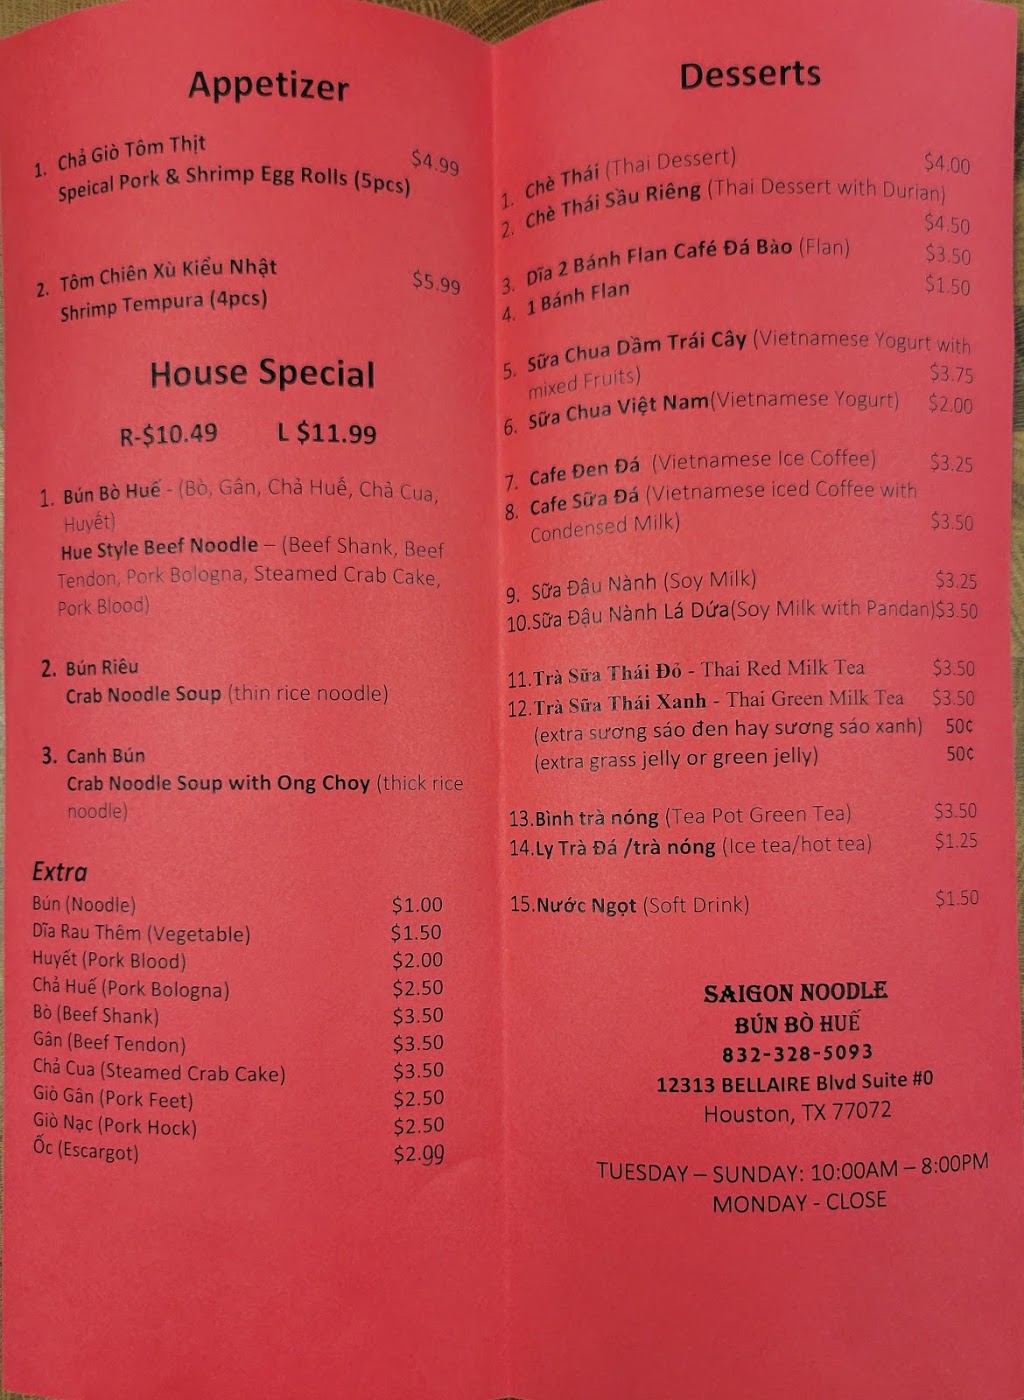 Appetizer
1. Chả Giò Tôm Thịt
Speical Pork & Shrimp Egg Rolls (5pcs) $4.99
2. Tôm Chiên Xù Kiểu Nhật
Shrimp Tempura (4pcs) $5.99
House Special
R-$10.49 L $11.99
1. Bún Bò Huế - (Bò, Gân, Chả Huế, Chả Cua,
Huyết)
Hue Style Beef Noodle – (Beef Shank, Beef
Tendon, Pork Bologna, Steamed Crab Cake,
Pork Blood)
2. Bún Riêu
Crab Noodle Soup (thin rice noodle)
3. Canh Bún
Crab Noodle Soup with Ong Choy (thick rice
noodle)
Extra
Bún (Noodle) $1.00
Dĩa Rau Thêm (Vegetable) $1.50
Huyết (Pork Blood) $2.00
Chả Huế (Pork Bologna) $2.50
Bò (Beef Shank) $3.50
Gân (Beef Tendon) $3.50
Chả Cua (Steamed Crab Cake) $3.50
Giò Gân (Pork Feet) $2.50
Giò Nạc (Pork Hock) $2.50
Ốc (Escargot) $2.99
Desserts
1. Chè Thái (Thai Dessert) $4.00
2. Chè Thái Sầu Riêng (Thai Dessert with Durian)
$4.50
3. Dĩa 2 Bánh Flan Café Đá Bào (Flan) $3.50
4. 1 Bánh Flan $1.50
5. Sữa Chua Dầm Trái Cây (Vietnamese Yogurt with
mixed Fruits) $3.75
6. Sữa Chua Việt Nam(Vietnamese Yogurt) $2.00
7. Cafe Đen Đá (Vietnamese Ice Coffee) $3.25
8. Cafe Sữa Đá (Vietnamese iced Coffee with
Condensed Milk) $3.50
9. Sữa Đậu Nành (Soy Milk) $3.25
10.Sữa Đậu Nành Lá Dứa(Soy Milk with Pandan)$3.50
11.Trà Sữa Thái Đỏ - Thai Red Milk Tea $3.50
12.Trà Sữa Thái Xanh - Thai Green Milk Tea $3.50
(extra sương sáo đen hay sương sáo xanh) 50¢
(extra grass jelly or green jelly) 50¢
13.Bình trà nóng (Tea Pot Green Tea) $3.50
14.Ly Trà Đá /trà nóng (Ice tea/hot tea) $1.25
15.Nước Ngọt (Soft Drink) $1.50
SAIGON NOODLE
BÚN BÒ HUẾ
832-328-5093
12313 BELLAIRE Blvd Suite #0
Houston, TX 77072
TUESDAY – SUNDAY: 10:00AM – 8:00PM
MONDAY - CLOSE